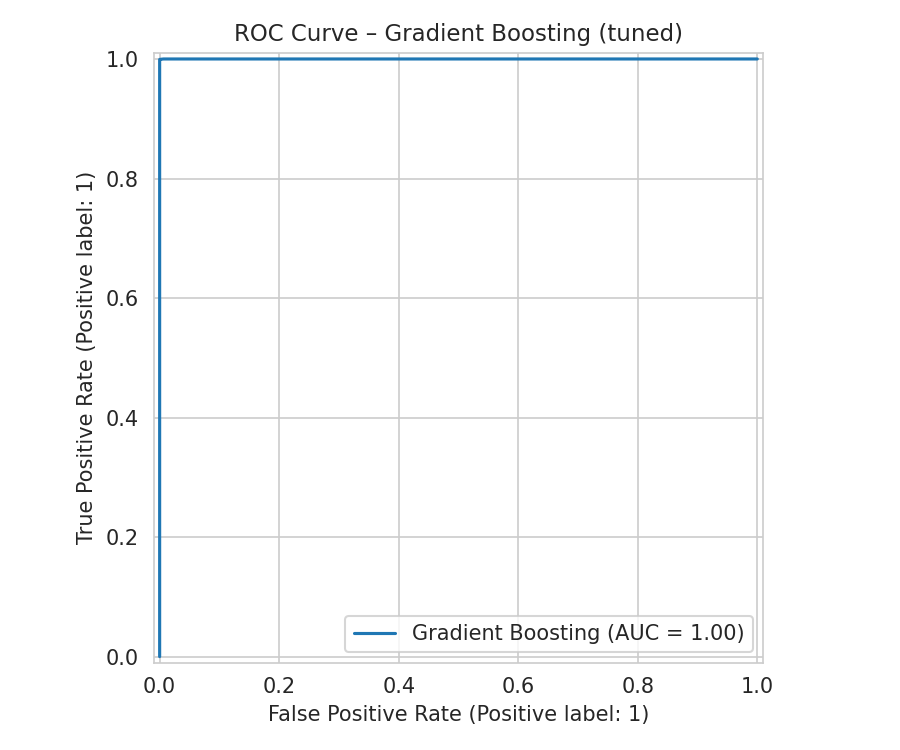 ROC Curve – Gradient Boosting (tuned)
True Positive Rate (Positive label: 1)
1.0
0.8
0.6
0.4
0.2
0.0
Gradient Boosting (AUC = 1.00)
0.0 0.2 0.4 0.6 0.8 1.0
False Positive Rate (Positive label: 1)